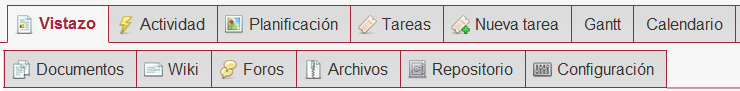 Vistazo Actividad Planificación Tareas Nueva tarea Gantt Calendario
Documentos Wiki Foros Archivos Repositorio Configuración